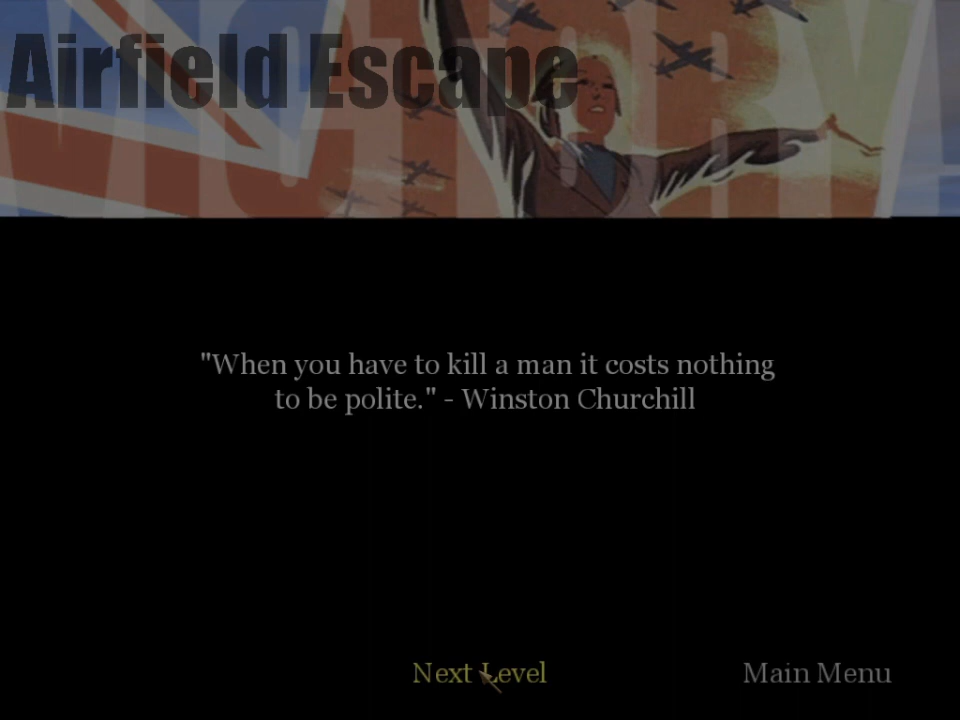 VICTORY!
Airfield Escape
"When you have to kill a man it costs nothing
to be polite." - Winston Churchill
Next Level
Main Menu